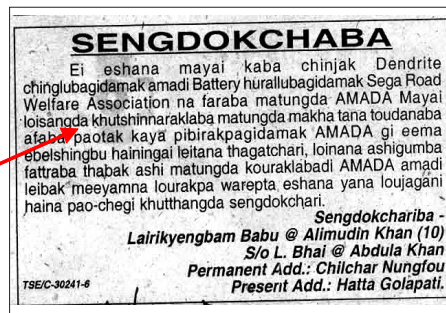 SENGDOKCHABA
Ei eshana mayai kaba chinjak Dendrite
chinglubagidamak amadi Battery hurallubagidamak Sega Road
Welfare Association na faraba matungda AMADA Mayai
loisangda khutshinnaraklaba matungda makha tana toudanaba
afaba paotak kaya pibirakpagidamak AMADA gi eema
ebelshingbu hainingai leitana thagatchari, loinana ashigumba
fattraba thabak ashi matungda kouraklabadi AMADA amadi
leibak meeyamna lourakpa warepta eshana yana loujagani
haina pao-chegi khutthangda sengdokchari.
Sengdokchariba -
Lairikyengbam Babu @ Alimudin Khan (10)
S/o L. Bhai @ Abdula Khan
Permanent Add.: Chilchar Nungfou
TSE/C-30241-6 Present Add.: Hatta Golapati.